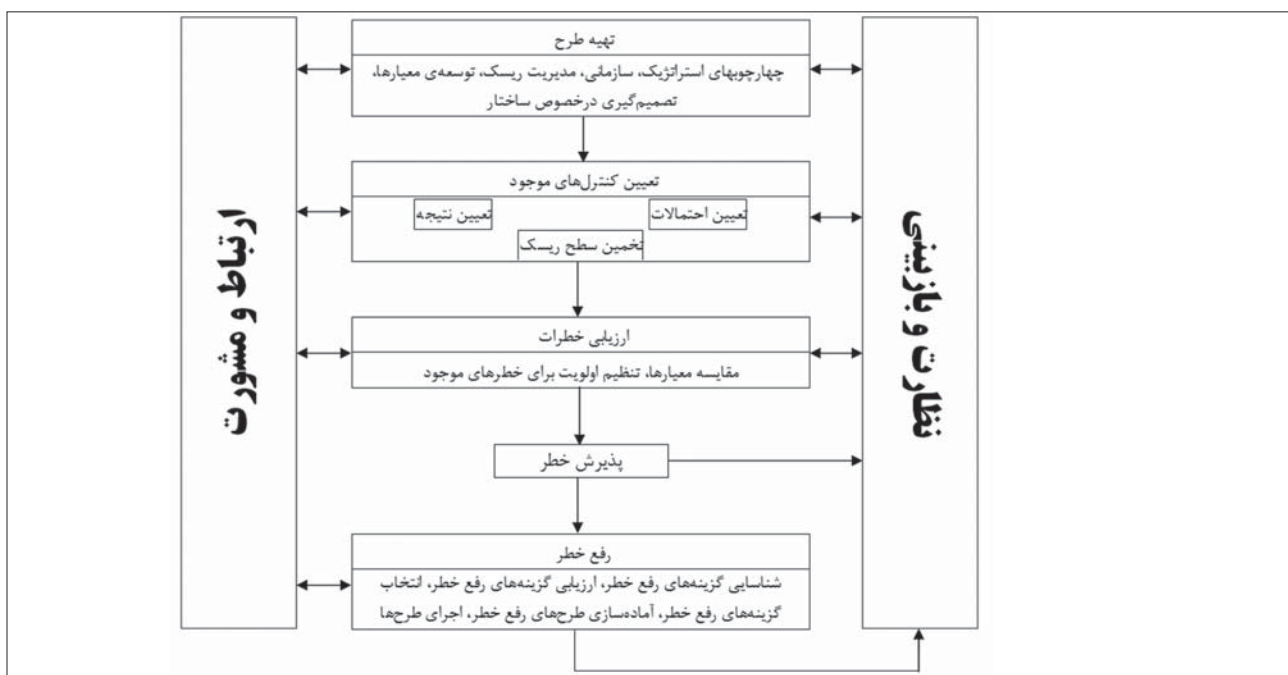 تهیه طرح
چهارچوبهای استراتژیک، سازمانی، مدیریت ریسک، توسعه‌ی معیارها،
تصمیم‌گیری درخصوص ساختار
تعیین کنترل‌های موجود
تعیین احتمالات
تعیین نتیجه
تخمین سطح ریسک
ارزیابی خطرات
مقایسه معیارها، تنظیم اولویت برای خطرهای موجود
پذیرش خطر
رفع خطر
شناسایی گزینه‌های رفع خطر، ارزیابی گزینه‌های رفع خطر، انتخاب
گزینه‌های رفع خطر، آماده‌سازی طرح‌های رفع خطر، اجرای طرح‌ها
نظارت و بازبینی
ارتباط و مشورت